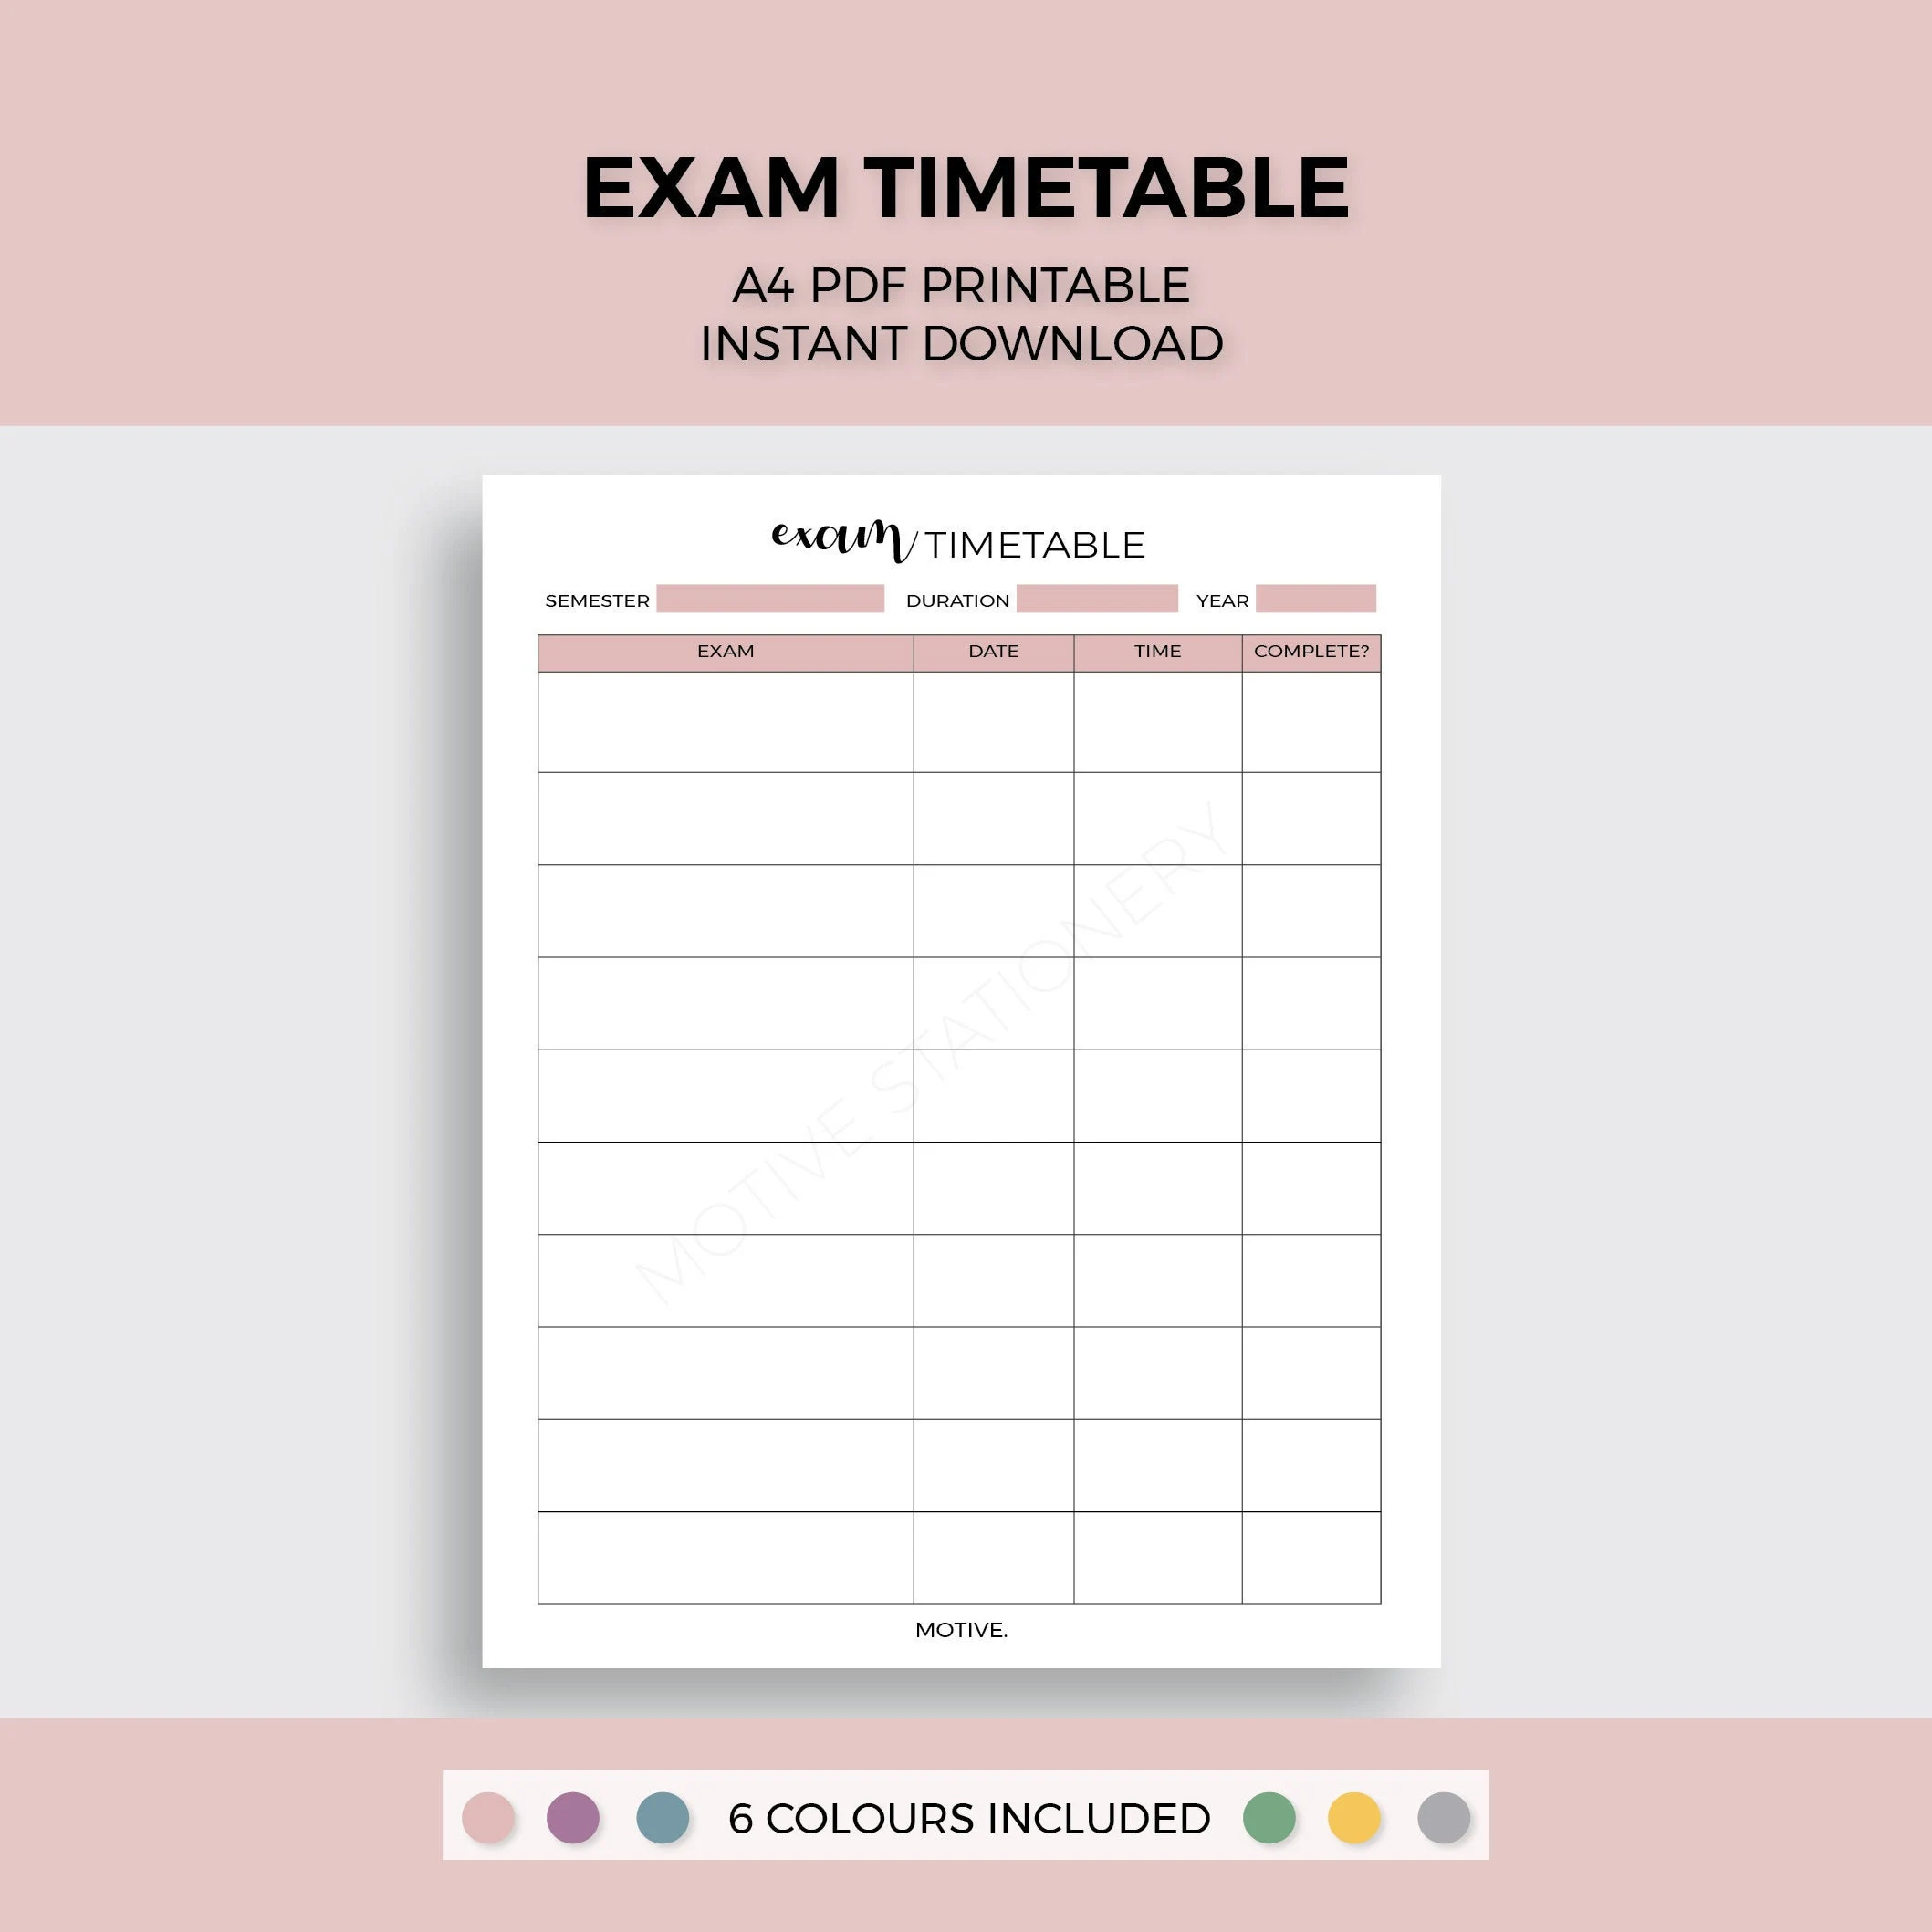 EXAM TIMETABLE
A4 PDF PRINTABLE
INSTANT DOWNLOAD
exam TIMETABLE
SEMESTER DURATION YEAR
EXAM DATE TIME COMPLETE?
MOTIVE STATIONERY
MOTIVE.
6 COLOURS INCLUDED